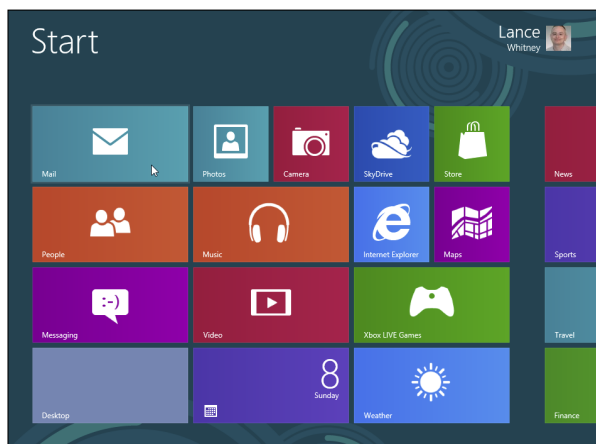 Start
Lance
Whitney
Mail
Photos
Camera
SkyDrive
Store
News
People
Music
Internet Explorer
Maps
Sports
:-)
Messaging
Video
Xbox LIVE Games
Travel
Desktop
8
Sunday
Weather
Finance